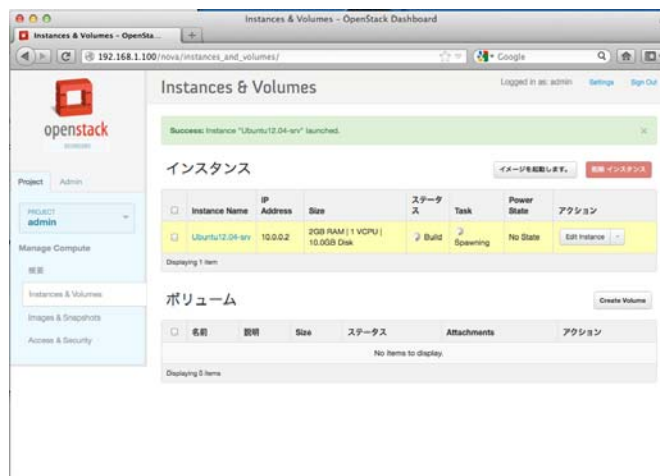 Instances & Volumes - OpenStack Dashboard
Instances & Volumes - OpenSta...
192.168.1.100/nova/instances_and_volumes/
Google
openstack
Project
Admin
PROJECT
admin
Manage Compute
概要
Instances & Volumes
Images & Snapshots
Access & Security
Instances & Volumes
Logged in as: admin
Settings
Sign Out
Success: Instance "Ubuntu12.04-srv" launched.
インスタンス
イメージを起動します。
削除 インスタンス
Instance Name
IP Address
Size
ステータス
Task
Power State
アクション
Ubuntu12.04-srv
10.0.0.2
2GB RAM | 1 VCPU | 10.0GB Disk
Build
Spawning
No State
Edit Instance
Displaying 1 item
ボリューム
Create Volume
名前
説明
Size
ステータス
Attachments
アクション
No items to display.
Displaying 0 items